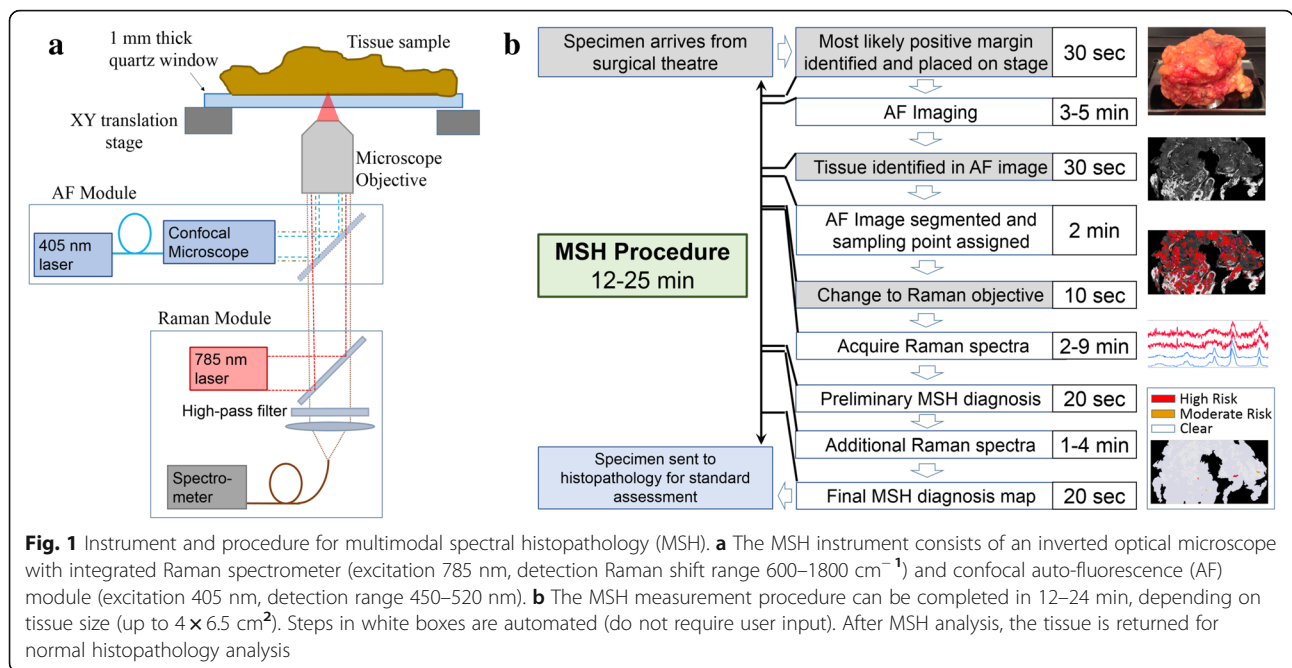 a
1 mm thick
quartz window
Tissue sample
XY translation
stage
Microscope
Objective
AF Module
405 nm
laser
Confocal
Microscope
Raman Module
785 nm
laser
High-pass filter
Spectro-
meter
b
Specimen arrives from
surgical theatre
Most likely positive margin
identified and placed on stage
30 sec
AF Imaging
3-5 min
Tissue identified in AF image
30 sec
AF Image segmented and
sampling point assigned
2 min
MSH Procedure
12-25 min
Change to Raman objective
10 sec
Acquire Raman spectra
2-9 min
Preliminary MSH diagnosis
20 sec
Additional Raman spectra
1-4 min
Specimen sent to
histopathology for standard
assessment
Final MSH diagnosis map
20 sec
High Risk
Moderate Risk
Clear
Fig. 1 Instrument and procedure for multimodal spectral histopathology (MSH). a The MSH instrument consists of an inverted optical microscope
with integrated Raman spectrometer (excitation 785 nm, detection Raman shift range 600–1800 cm⁻¹) and confocal auto-fluorescence (AF)
module (excitation 405 nm, detection range 450–520 nm). b The MSH measurement procedure can be completed in 12–24 min, depending on
tissue size (up to 4 × 6.5 cm²). Steps in white boxes are automated (do not require user input). After MSH analysis, the tissue is returned for
normal histopathology analysis